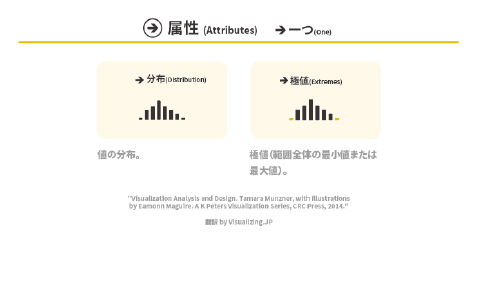 → 属性 (Attributes) → 一つ(One)
→ 分布(Distribution)
値の分布。
→ 極値(Extremes)
極値（範囲全体の最小値または
最大値）。
"Visualization Analysis and Design. Tamara Munzner, with illustrations
by Eamonn Maguire. A K Peters Visualization Series, CRC Press, 2014."
翻訳 by Visualizing.JP